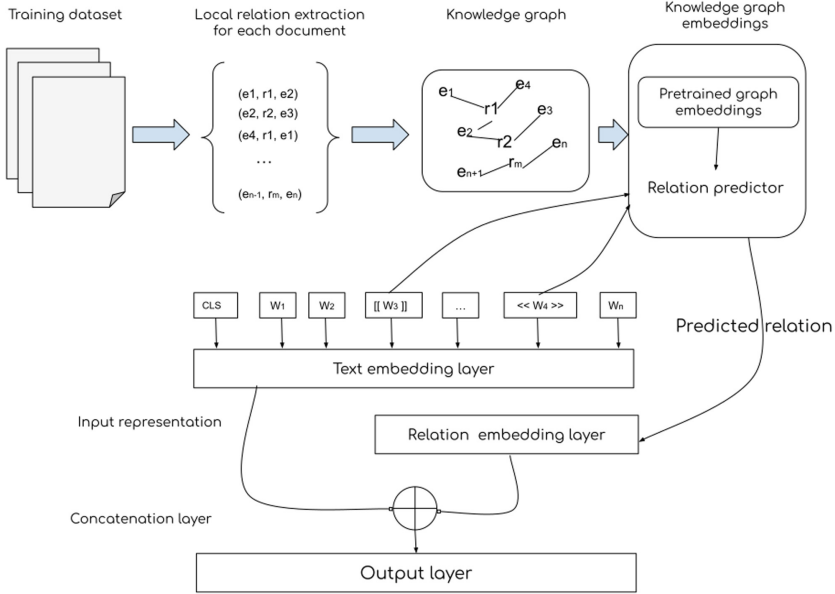 Training dataset
Local relation extraction
for each document
Knowledge graph
Knowledge graph
embeddings
(e1, r1, e2)
(e2, r2, e3)
(e4, r1, e1)
...
(en-1, rm, en)
e1
e4
r1
e3
e2
r2
en
rm
en+1
Pretrained graph
embeddings
Relation predictor
CLS
W1
W2
[[ W3 ]]
...
<< W4 >>
Wn
Predicted relation
Text embedding layer
Input representation
Relation embedding layer
Concatenation layer
Output layer